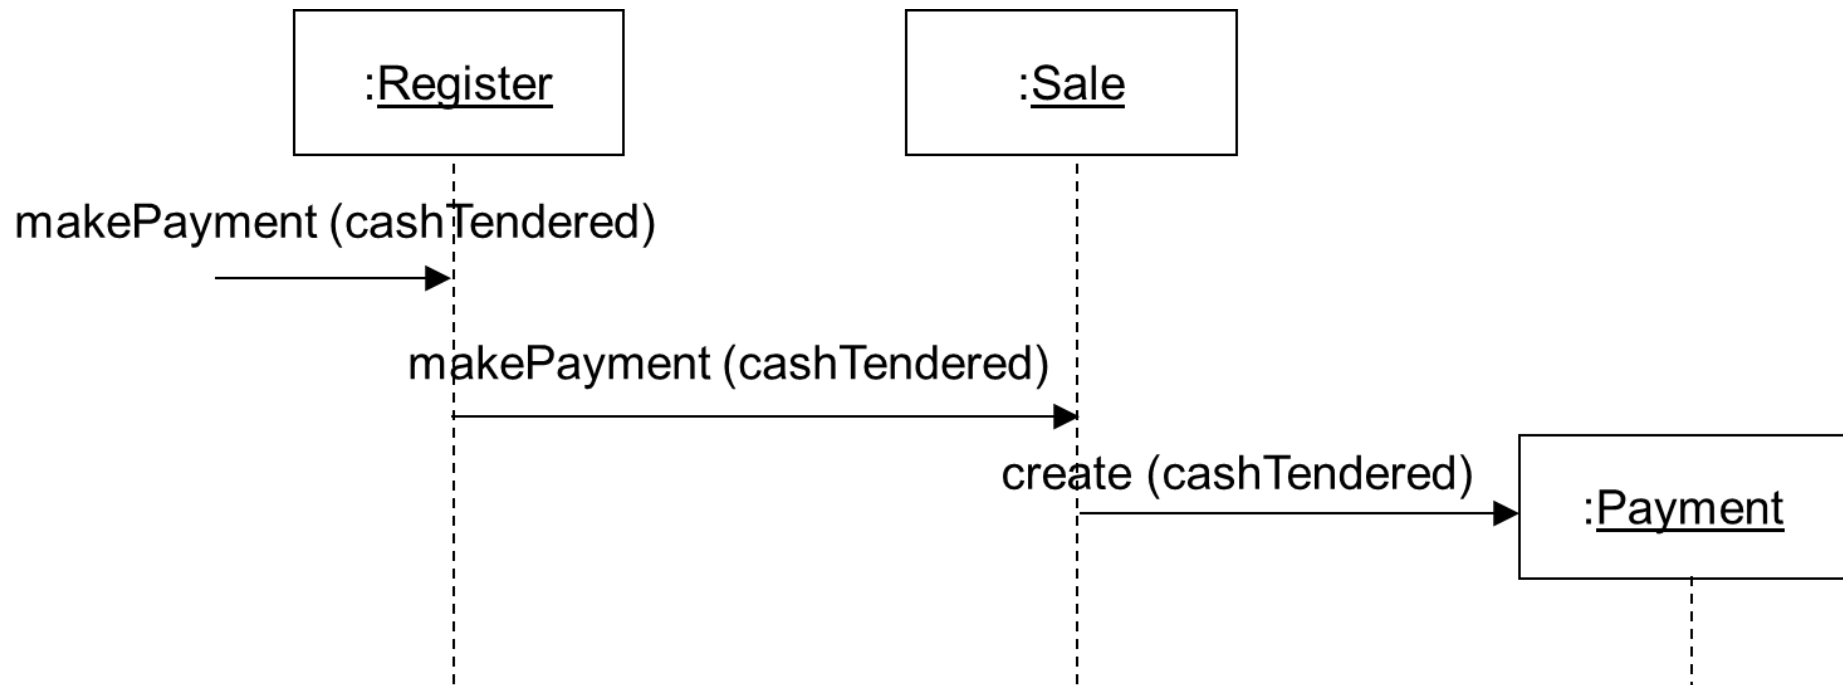 :Register
:Sale
makePayment (cashTendered)
makePayment (cashTendered)
create (cashTendered)
:Payment